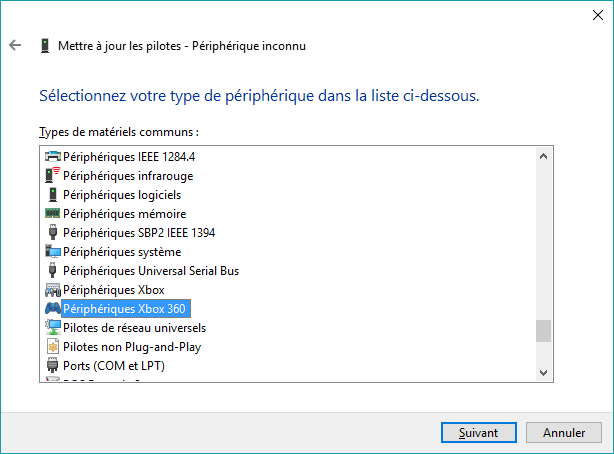 Mettre à jour les pilotes - Périphérique inconnu
Sélectionnez votre type de périphérique dans la liste ci-dessous.
Types de matériels communs :
Périphériques IEEE 1284.4
Périphériques infrarouge
Périphériques logiciels
Périphériques mémoire
Périphériques SBP2 IEEE 1394
Périphériques système
Périphériques Universal Serial Bus
Périphériques Xbox
Périphériques Xbox 360
Pilotes de réseau universels
Pilotes non Plug-and-Play
Ports (COM et LPT)
Suivant
Annuler